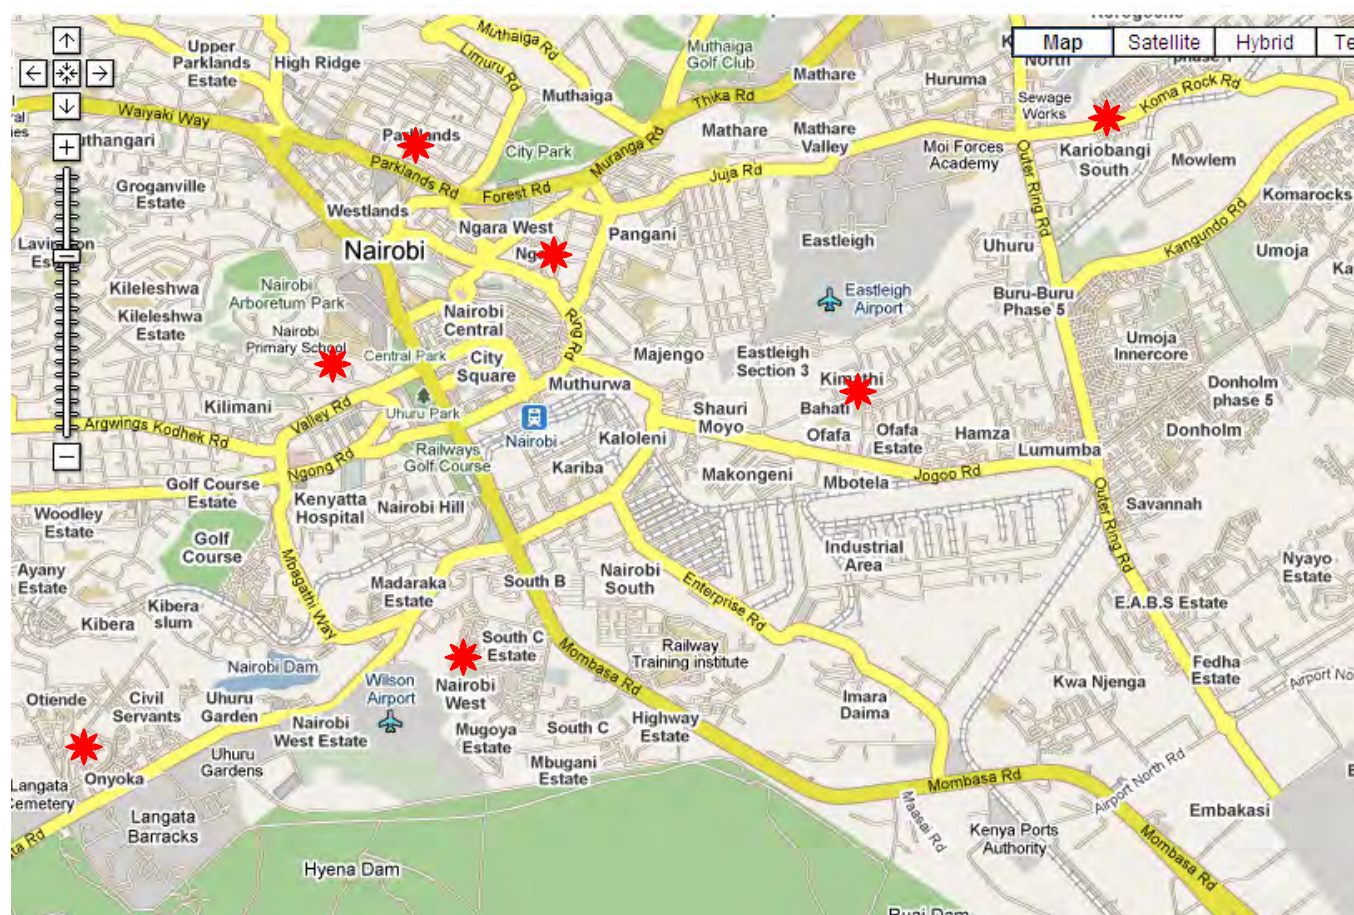 Map
Satellite
Hybrid
Te
North
Upper
Parklands
Estate
High Ridge
Muthaiga Rd
Limuru Rd
Muthaiga
Golf Club
Mathare
Huruma
Sewage
Works
Koma Rock Rd
Waiyaki Way
Muthaiga
Thika Rd
Mathare
Mathare
Valley
Moi Forces
Academy
Kariobangi
South
Mowlem
City Park
Muranga Rd
Parklands Rd
Forest Rd
Juja Rd
Outer Ring Rd
Groganville
Estate
Westlands
Komarocks
Ngara West
Pangani
Eastleigh
Uhuru
Kangundo Rd
Umoja
Nairobi
Kileleshwa
Nairobi
Arboretum Park
Eastleigh
Airport
Buru-Buru
Phase 5
Kileleshwa
Estate
Nairobi
Primary School
Nairobi
Central
Ring Rd
Umoja
Innercore
Central Park
City
Square
Majengo
Eastleigh
Section 3
Donholm
phase 5
Muthurwa
Kilimani
Valley Rd
Uhuru Park
Shauri
Moyo
Bahati
Ofafa
Ofafa
Estate
Hamza
Donholm
Argwings Kodhek Rd
Nairobi
Kaloleni
Lumumba
Railways
Golf Course
Ngong Rd
Kariba
Makongeni
Mbotela
Jogoo Rd
Golf Course
Estate
Kenyatta
Hospital
Nairobi Hill
Outer Ring Rd
Savannah
Woodley
Estate
Golf
Course
Industrial
Area
Nyayo
Estate
Ayany
Estate
Mbagathi Way
Madaraka
Estate
South B
Nairobi
South
Enterprise Rd
E.A.B.S Estate
Kibera
slum
Kibera
South C
Estate
Railway
Training institute
Mombasa Rd
Nairobi Dam
Wilson
Airport
Nairobi
West
Fedha
Estate
Kwa Njenga
Airport No
Otiende
Civil
Servants
Uhuru
Garden
Imara
Daima
Nairobi
West Estate
Mugoya
Estate
South C
Highway
Estate
Uhuru
Gardens
Mbugani
Estate
Onyoka
Langata
Mombasa Rd
Airport North Rd
Maasai Rd
Embakasi
Langata
Barracks
Kenya Ports
Authority
Mombasa Rd
Hyena Dam